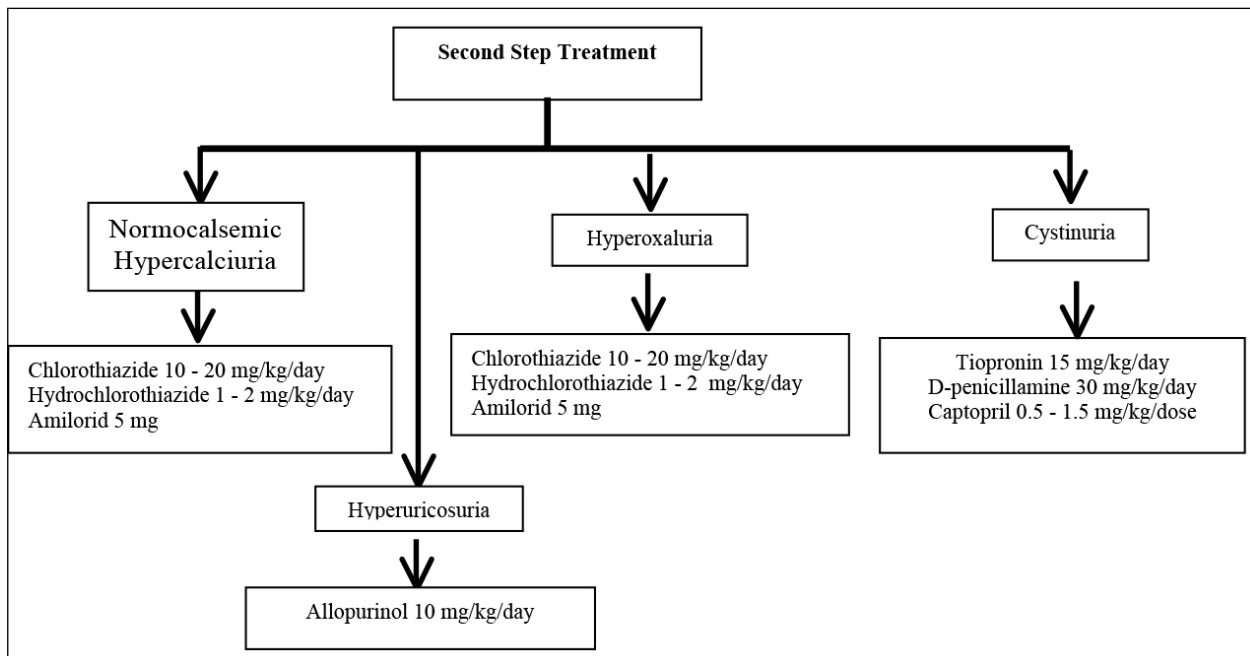 Second Step Treatment
Normocalsemic
Hypercalciuria
Hyperoxaluria
Cystinuria
Chlorothiazide 10 - 20 mg/kg/day
Hydrochlorothiazide 1 - 2 mg/kg/day
Amilorid 5 mg
Chlorothiazide 10 - 20 mg/kg/day
Hydrochlorothiazide 1 - 2 mg/kg/day
Amilorid 5 mg
Tiopronin 15 mg/kg/day
D-penicillamine 30 mg/kg/day
Captopril 0.5 - 1.5 mg/kg/dose
Hyperuricosuria
Allopurinol 10 mg/kg/day